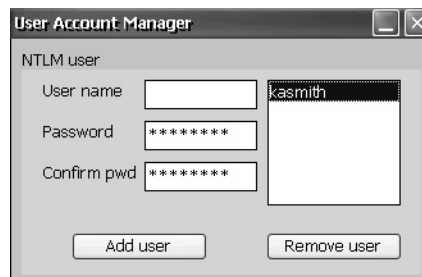 User Account Manager
NTLM user
User name
kasmith
Password ********
Confirm pwd ********
Add user Remove user